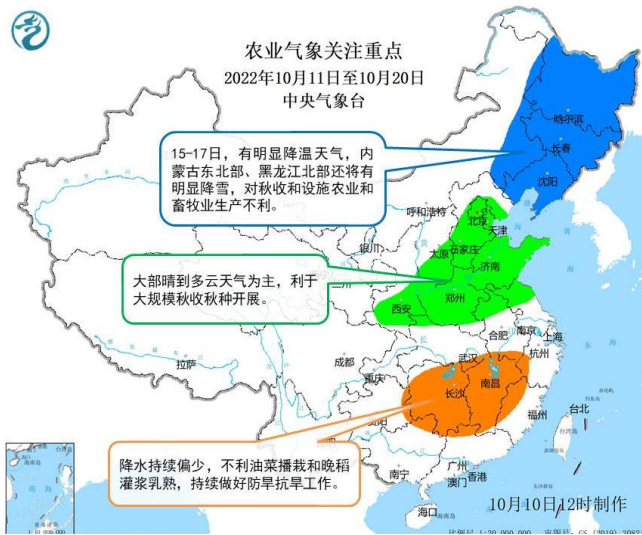 农业气象关注重点
2022年10月11日至10月20日
中央气象台
15-17日，有明显降温天气，内
蒙古东北部、黑龙江北部还将有
明显降雪，对秋收和设施农业和
畜牧业生产不利。
哈尔滨
长春
沈阳
呼和浩特
北京
天津
银川
太原
石家庄
济南
大部晴到多云天气为主，利于
大规模秋收秋种开展。
西安
郑州
合肥
南京
上海
杭州
拉萨
成都
重庆
武汉
长沙
南昌
福州
台北
降水持续偏少，不利油菜播栽和晚稻
灌浆乳熟，持续做好防旱抗旱工作。
南宁
广州
澳门
香港
海口
10月10日12时制作